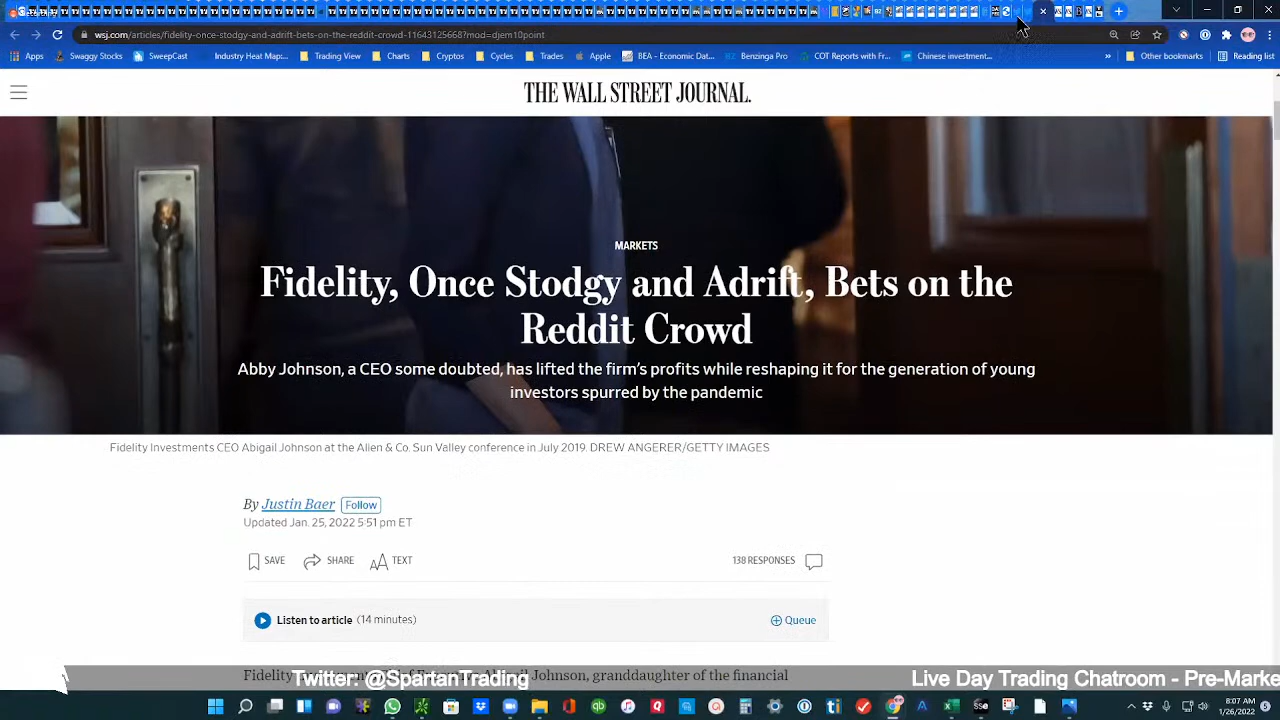 wsj.com/articles/fidelity-once-stodgy-and-adrift-bets-on-the-reddit-crowd-11643125668?mod=djem10point
Apps Swaggy Stocks SweepCast Industry Heat Map:... Trading View Charts Cryptos Cycles Trades Apple BEA - Economic Dat... Benzinga Pro COT Reports with Fr... Chinese investment... » Other bookmarks Reading list
THE WALL STREET JOURNAL.
MARKETS
Fidelity, Once Stodgy and Adrift, Bets on the
Reddit Crowd
Abby Johnson, a CEO some doubted, has lifted the firm's profits while reshaping it for the generation of young
investors spurred by the pandemic
Fidelity Investments CEO Abigail Johnson at the Allen & Co. Sun Valley conference in July 2019. DREW ANGERER/GETTY IMAGES
By Justin Baer Follow
Updated Jan. 25, 2022 5:51 pm ET
SAVE SHARE AA TEXT 138 RESPONSES
Listen to article (14 minutes) Queue
Fidelity Johnson, granddaughter of the financial
Twitter: @SpartanTrading Live Day Trading Chatroom - Pre-Marke
8:07 AM
1/26/2022